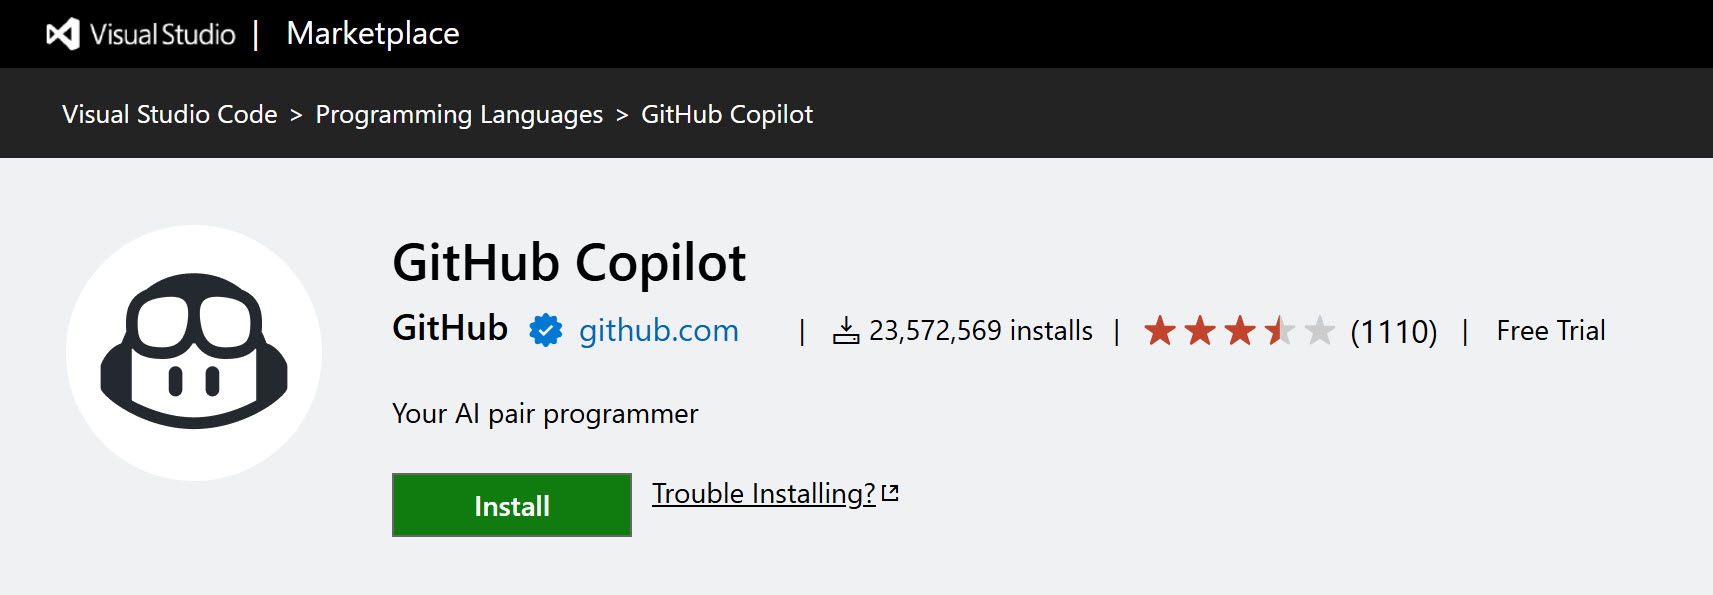 Visual Studio | Marketplace
Visual Studio Code > Programming Languages > GitHub Copilot
GitHub Copilot
GitHub github.com | 23,572,569 installs | (1110) | Free Trial
Your AI pair programmer
Install Trouble Installing?